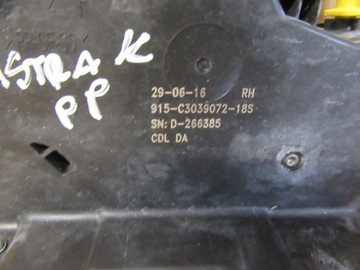 ASTRA K
PP
29-06-16 RH
915-C3039072-18S
SN: D-266385
CDL DA